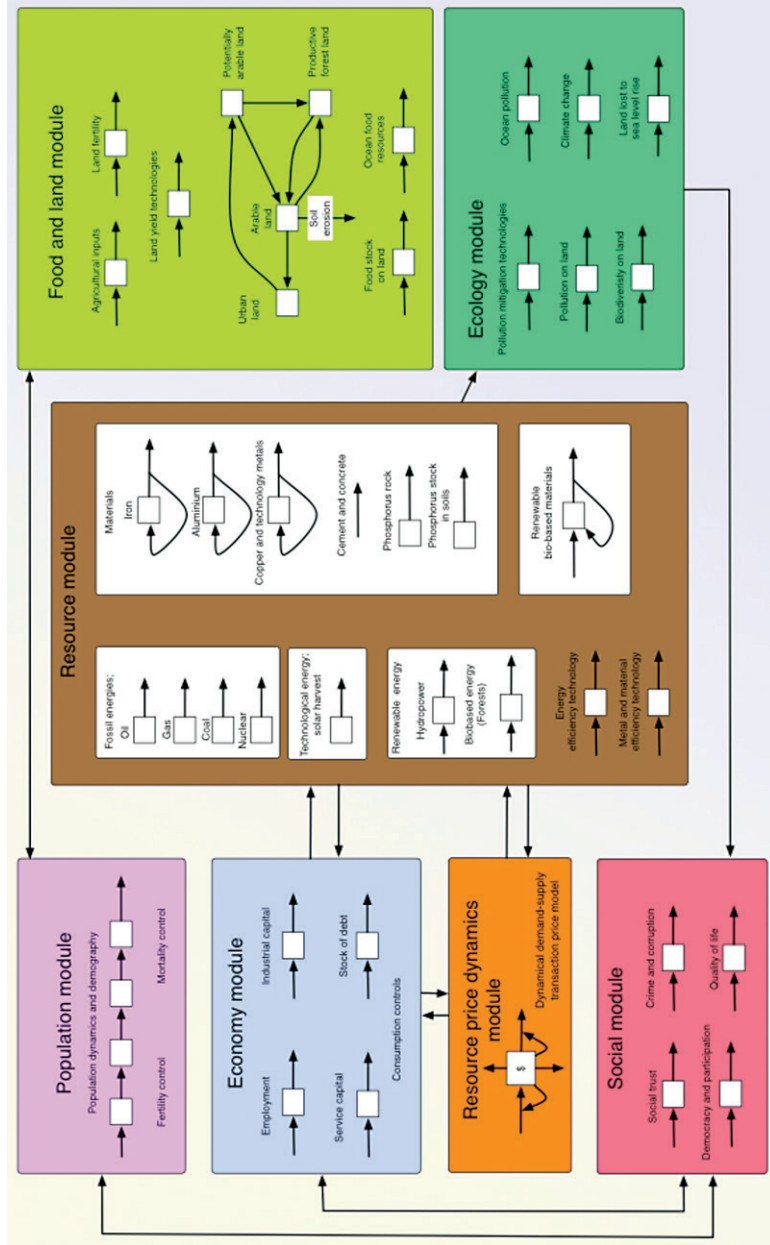 Population module
Population dynamics and demography
Fertility control
Mortality control
Economy module
Employment
Industrial capital
Service capital
Stock of debt
Consumption controls
Resource price dynamics
module
$
Dynamical demand-supply
transaction price model
Social module
Social trust
Crime and corruption
Democracy and participation
Quality of life
Resource module
Fossil energies;
Oil
Gas
Coal
Nuclear
Technological energy;
solar harvest
Renewable energy
Hydropower
Biobased energy
(Forests)
Energy
efficiency technology
Metal and material
efficiency technology
Materials
Iron
Aluminium
Copper and technology metals
Cement and concrete
Phosphorus rock
Phosphorus stock
in soils
Renewable
bio-based materials
Food and land module
Agricultural inputs
Land fertility
Land yield technologies
Urban
land
Arable
land
Soil
erosion
Potentially
arable land
Productive
forest land
Food stock
on land
Ocean food
resources
Ecology module
Pollution mitigation technologies
Ocean pollution
Pollution on land
Climate change
Biodiveristy on land
Land lost to
sea level rise